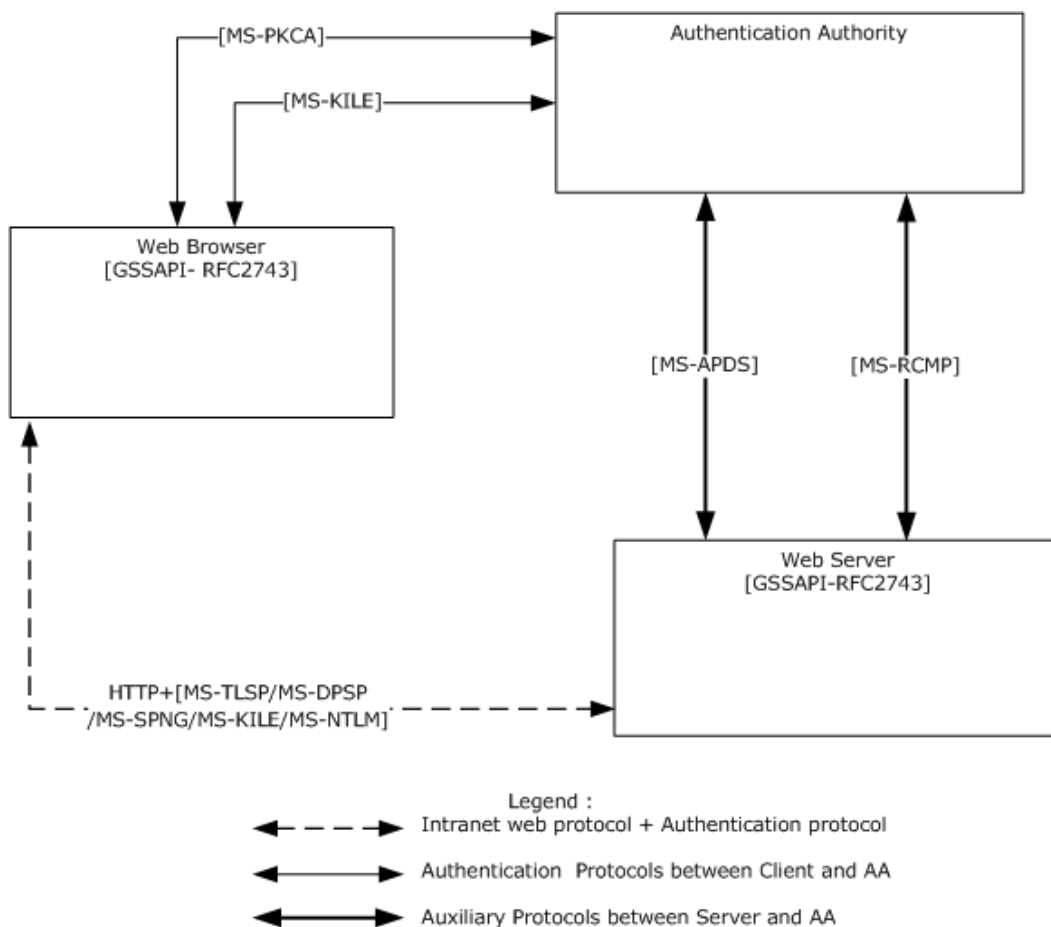 [MS-PKCA]
Authentication Authority
[MS-KILE]
Web Browser
[GSSAPI- RFC2743]
[MS-APDS]
[MS-RCMP]
Web Server
[GSSAPI-RFC2743]
HTTP+[MS-TLSP/MS-DPSP
/MS-SPNG/MS-KILE/MS-NTLM]
Legend :
Intranet web protocol + Authentication protocol
Authentication Protocols between Client and AA
Auxiliary Protocols between Server and AA